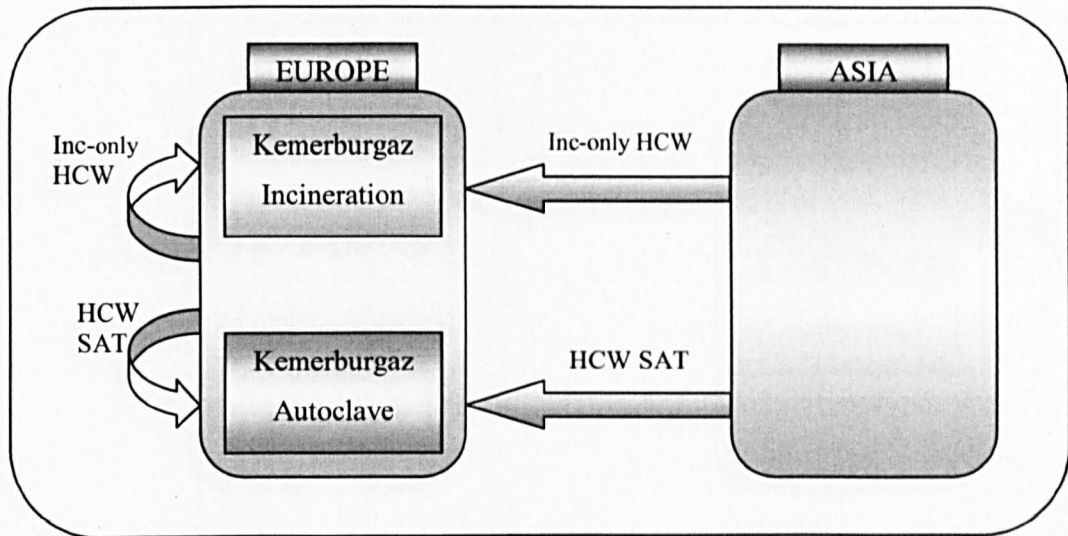 EUROPE
ASIA
Inc-only
HCW
Kemerburgaz
Incineration
Inc-only HCW
HCW
SAT
Kemerburgaz
Autoclave
HCW SAT